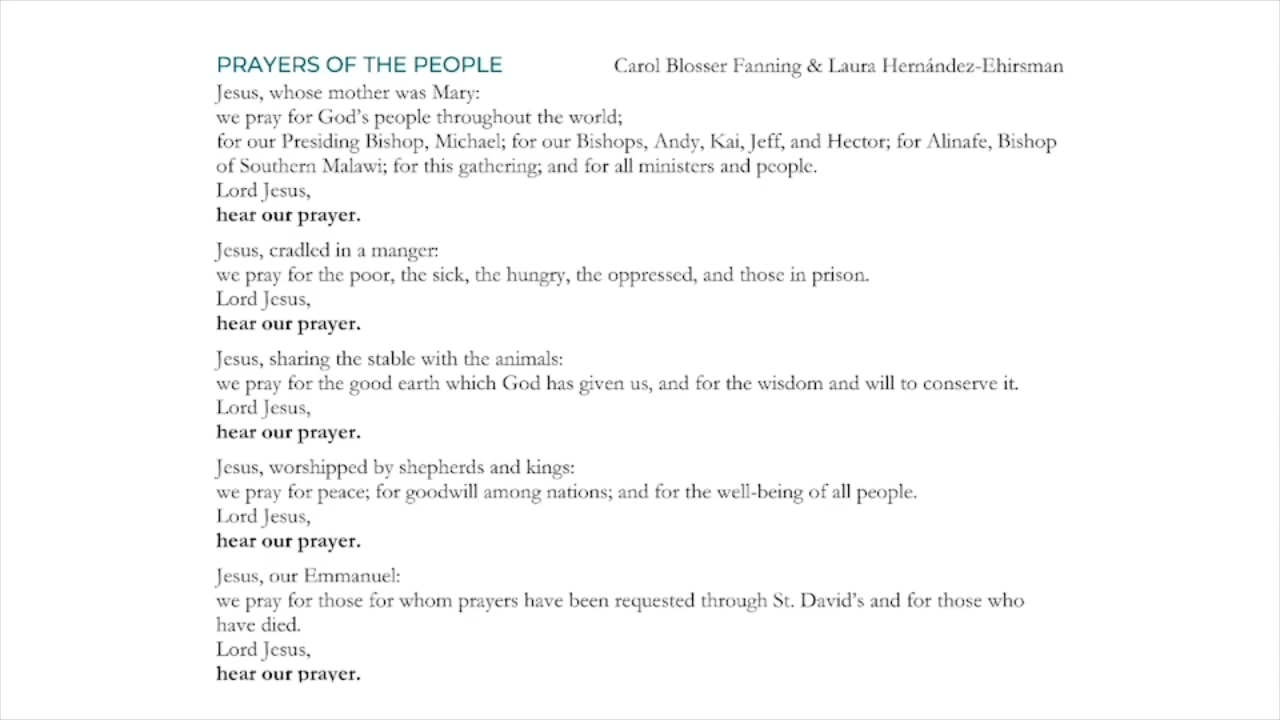 PRAYERS OF THE PEOPLE Carol Blosser Fanning & Laura Hernández-Ehirsman
Jesus, whose mother was Mary:
we pray for God’s people throughout the world;
for our Presiding Bishop, Michael; for our Bishops, Andy, Kai, Jeff, and Hector; for Alinafe, Bishop
of Southern Malawi; for this gathering; and for all ministers and people.
Lord Jesus,
hear our prayer.
Jesus, cradled in a manger:
we pray for the poor, the sick, the hungry, the oppressed, and those in prison.
Lord Jesus,
hear our prayer.
Jesus, sharing the stable with the animals:
we pray for the good earth which God has given us, and for the wisdom and will to conserve it.
Lord Jesus,
hear our prayer.
Jesus, worshipped by shepherds and kings:
we pray for peace; for goodwill among nations; and for the well-being of all people.
Lord Jesus,
hear our prayer.
Jesus, our Emmanuel:
we pray for those for whom prayers have been requested through St. David’s and for those who
have died.
Lord Jesus,
hear our prayer.